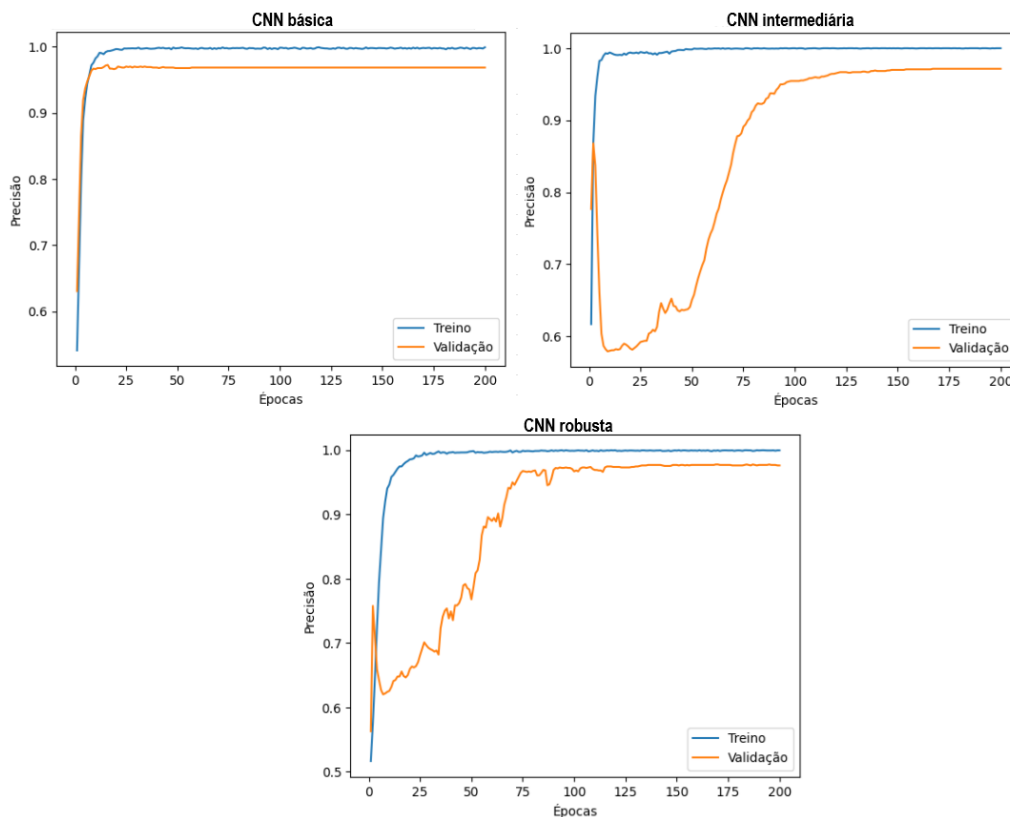 CNN básica
1.0
0.9
0.8
0.7
0.6
Precisão
0 25 50 75 100 125 150 175 200
Épocas
Treino
Validação
CNN intermediária
1.0
0.9
0.8
0.7
0.6
Precisão
0 25 50 75 100 125 150 175 200
Épocas
Treino
Validação
CNN robusta
1.0
0.9
0.8
0.7
0.6
0.5
Precisão
0 25 50 75 100 125 150 175 200
Épocas
Treino
Validação